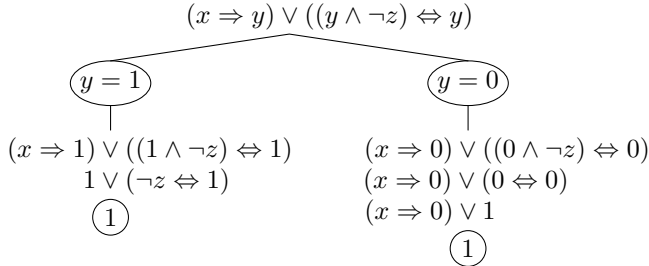 (x ⇒ y) ∨ ((y ∧ ¬z) ⇔ y)
y = 1
y = 0
(x ⇒ 1) ∨ ((1 ∧ ¬z) ⇔ 1)
1 ∨ (¬z ⇔ 1)
1
(x ⇒ 0) ∨ ((0 ∧ ¬z) ⇔ 0)
(x ⇒ 0) ∨ (0 ⇔ 0)
(x ⇒ 0) ∨ 1
1